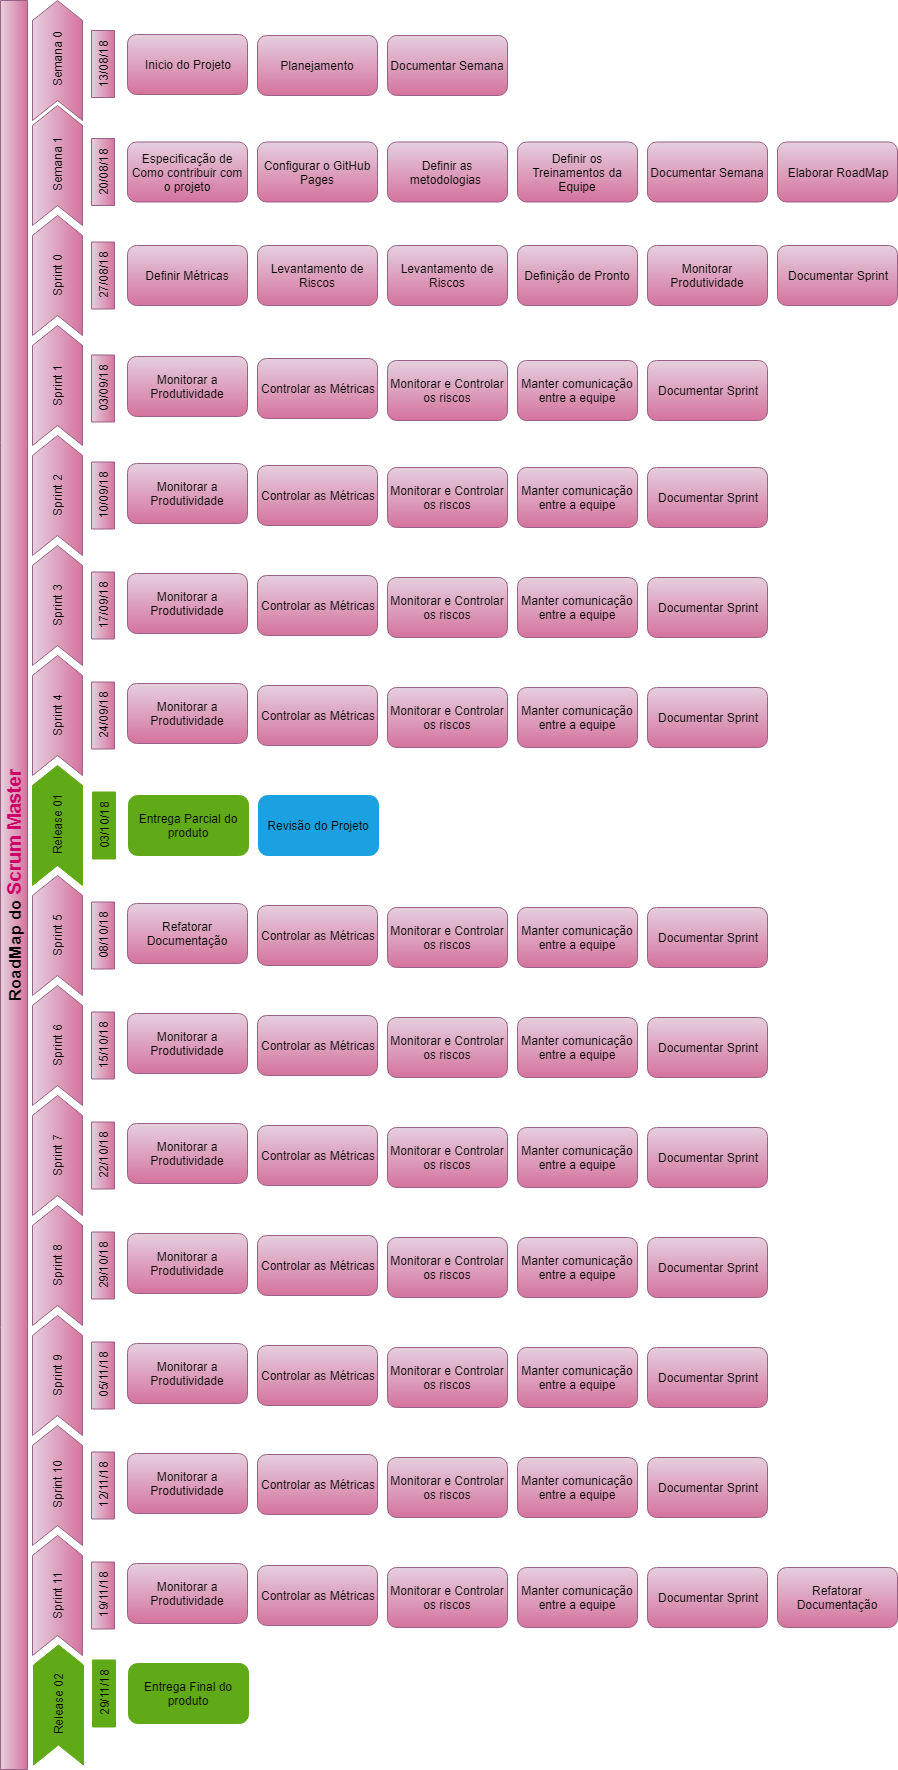 RoadMap do Scrum Master
Semana 0
13/08/18
Inicio do Projeto
Planejamento
Documentar Semana
Semana 1
20/08/18
Especificação de
Como contribuir com
o projeto
Configurar o GitHub
Pages
Definir as
metodologias
Definir os
Treinamentos da
Equipe
Documentar Semana
Elaborar RoadMap
Sprint 0
27/08/18
Definir Métricas
Levantamento de
Riscos
Levantamento de
Riscos
Definição de Pronto
Monitorar
Produtividade
Documentar Sprint
Sprint 1
03/09/18
Monitorar a
Produtividade
Controlar as Métricas
Monitorar e Controlar
os riscos
Manter comunicação
entre a equipe
Documentar Sprint
Sprint 2
10/09/18
Monitorar a
Produtividade
Controlar as Métricas
Monitorar e Controlar
os riscos
Manter comunicação
entre a equipe
Documentar Sprint
Sprint 3
17/09/18
Monitorar a
Produtividade
Controlar as Métricas
Monitorar e Controlar
os riscos
Manter comunicação
entre a equipe
Documentar Sprint
Sprint 4
24/09/18
Monitorar a
Produtividade
Controlar as Métricas
Monitorar e Controlar
os riscos
Manter comunicação
entre a equipe
Documentar Sprint
Release 01
03/10/18
Entrega Parcial do
produto
Revisão do Projeto
Sprint 5
08/10/18
Refatorar
Documentação
Controlar as Métricas
Monitorar e Controlar
os riscos
Manter comunicação
entre a equipe
Documentar Sprint
Sprint 6
15/10/18
Monitorar a
Produtividade
Controlar as Métricas
Monitorar e Controlar
os riscos
Manter comunicação
entre a equipe
Documentar Sprint
Sprint 7
22/10/18
Monitorar a
Produtividade
Controlar as Métricas
Monitorar e Controlar
os riscos
Manter comunicação
entre a equipe
Documentar Sprint
Sprint 8
29/10/18
Monitorar a
Produtividade
Controlar as Métricas
Monitorar e Controlar
os riscos
Manter comunicação
entre a equipe
Documentar Sprint
Sprint 9
05/11/18
Monitorar a
Produtividade
Controlar as Métricas
Monitorar e Controlar
os riscos
Manter comunicação
entre a equipe
Documentar Sprint
Sprint 10
12/11/18
Monitorar a
Produtividade
Controlar as Métricas
Monitorar e Controlar
os riscos
Manter comunicação
entre a equipe
Documentar Sprint
Sprint 11
19/11/18
Monitorar a
Produtividade
Controlar as Métricas
Monitorar e Controlar
os riscos
Manter comunicação
entre a equipe
Documentar Sprint
Refatorar
Documentação
Release 02
29/11/18
Entrega Final do
produto